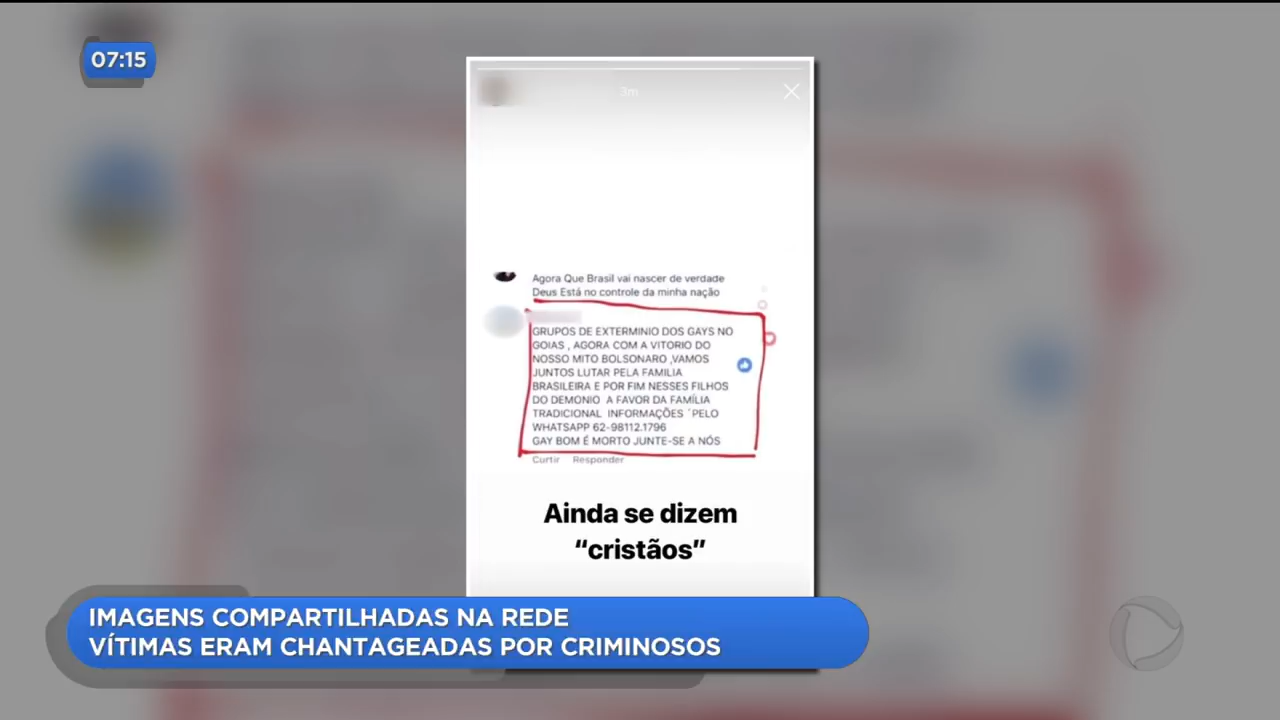 07:15
3m
Agora Que Brasil vai nascer de verdade
Deus Está no controle da minha nação
GRUPOS DE EXTERMINIO DOS GAYS NO
GOIAS , AGORA COM A VITORIO DO
NOSSO MITO BOLSONARO ,VAMOS
JUNTOS LUTAR PELA FAMILIA
BRASILEIRA E POR FIM NESSES FILHOS
DO DEMONIO A FAVOR DA FAMÍLIA
TRADICIONAL INFORMAÇÕES ´PELO
WHATSAPP 62-98112.1796
GAY BOM É MORTO JUNTE-SE A NÓS
Curtir Responder
Ainda se dizem
“cristãos”
IMAGENS COMPARTILHADAS NA REDE
VÍTIMAS ERAM CHANTAGEADAS POR CRIMINOSOS